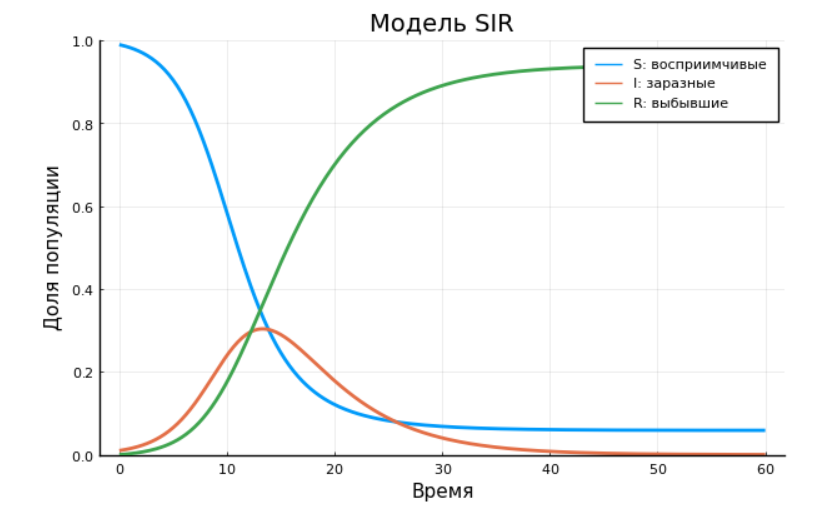 Модель SIR
1.0
0.8
0.6
0.4
0.2
0.0
Доля популяции
S: восприимчивые
I: заразные
R: выбывшие
0 10 20 30 40 50 60
Время